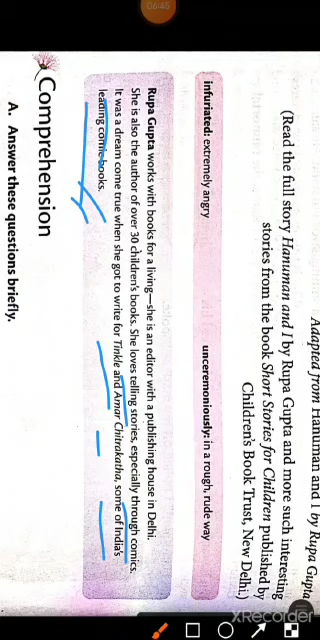 06:45
Adapted from Hanuman and I by Rupa Gupta
(Read the full story Hanuman and I by Rupa Gupta and more such interesting
stories from the book Short Stories for Children published by
Children's Book Trust, New Delhi.)
infuriated: extremely angry
unceremoniously: in a rough, rude way
Rupa Gupta works with books for a living—she is an editor with a publishing house in Delhi.
She is also the author of over 30 children's books. She loves telling stories, especially through comics.
It was a dream come true when she got to write for Tinkle and Amar Chitrakatha, some of India's
leading comic books.
Comprehension
A. Answer these questions briefly.
XRecorder